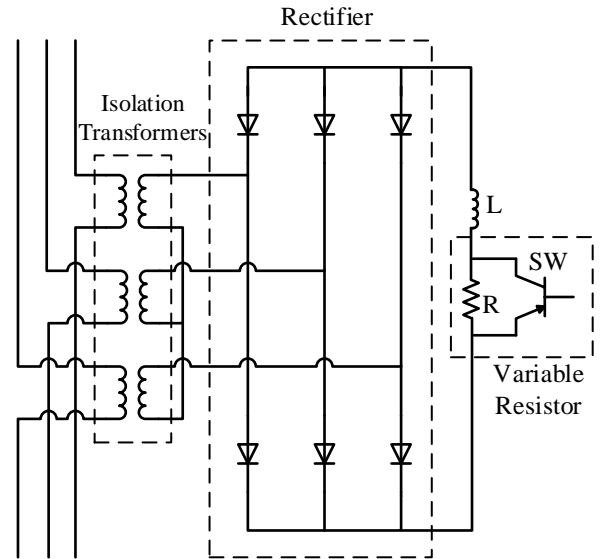 Rectifier
Isolation
Transformers
L
SW
R
Variable
Resistor